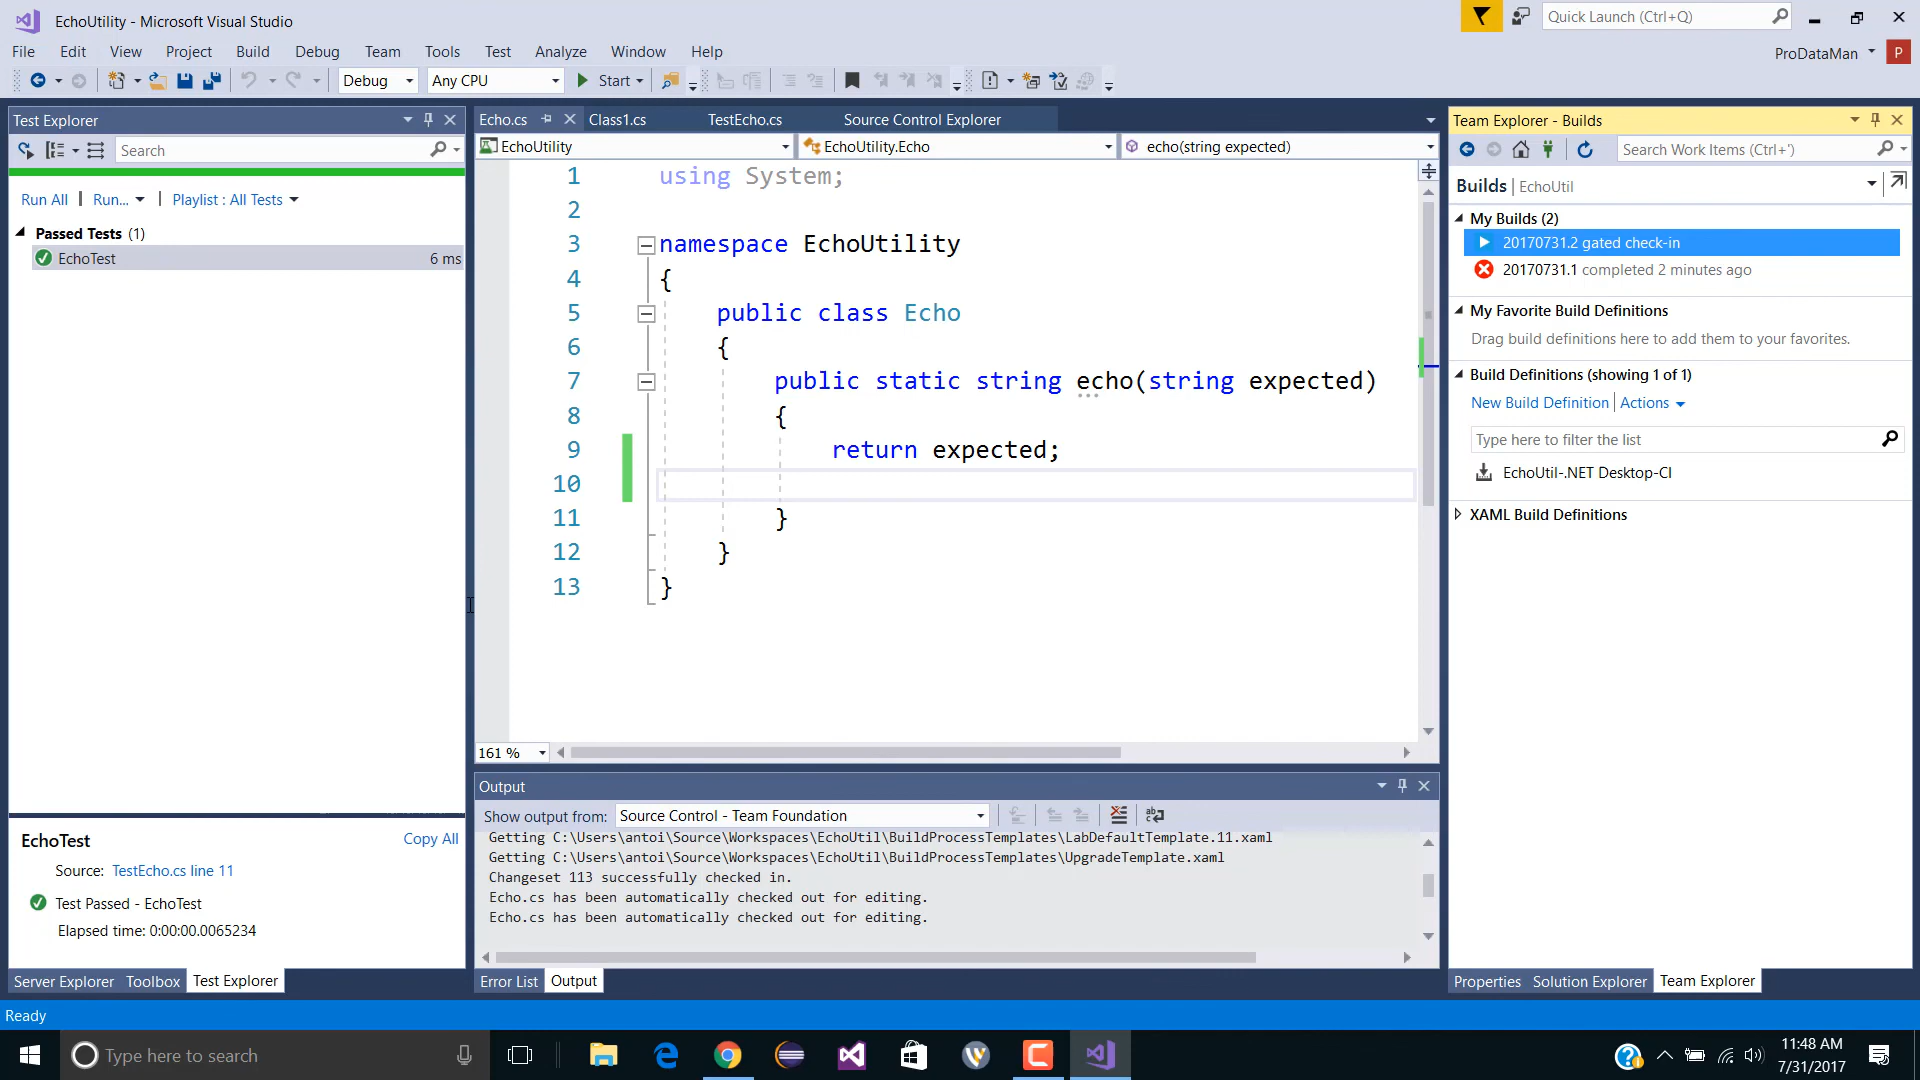 EchoUtility - Microsoft Visual Studio
Quick Launch (Ctrl+Q)
File Edit View Project Build Debug Team Tools Test Analyze Window Help
ProDataMan P
Debug Any CPU Start
Test Explorer
Search
Run All | Run... | Playlist : All Tests
Passed Tests (1)
EchoTest 6 ms
EchoTest
Copy All
Source: TestEcho.cs line 11
Test Passed - EchoTest
Elapsed time: 0:00:00.0065234
Server Explorer Toolbox Test Explorer
Echo.cs Class1.cs TestEcho.cs Source Control Explorer
EchoUtility EchoUtility.Echo echo(string expected)
1 using System;
2
3 namespace EchoUtility
4 {
5 public class Echo
6 {
7 public static string echo(string expected)
8 {
9 return expected;
10
11 }
12 }
13 }
161 %
Output
Show output from: Source Control - Team Foundation
Getting C:\Users\antoi\Source\Workspaces\EchoUtil\BuildProcessTemplates\LabDefaultTemplate.11.xaml
Getting C:\Users\antoi\Source\Workspaces\EchoUtil\BuildProcessTemplates\UpgradeTemplate.xaml
Changeset 113 successfully checked in.
Echo.cs has been automatically checked out for editing.
Echo.cs has been automatically checked out for editing.
Error List Output
Team Explorer - Builds
Search Work Items (Ctrl+')
Builds | EchoUtil
My Builds (2)
20170731.2 gated check-in
20170731.1 completed 2 minutes ago
My Favorite Build Definitions
Drag build definitions here to add them to your favorites.
Build Definitions (showing 1 of 1)
New Build Definition | Actions
Type here to filter the list
EchoUtil-.NET Desktop-CI
XAML Build Definitions
Properties Solution Explorer Team Explorer
Ready
Type here to search
11:48 AM
7/31/2017